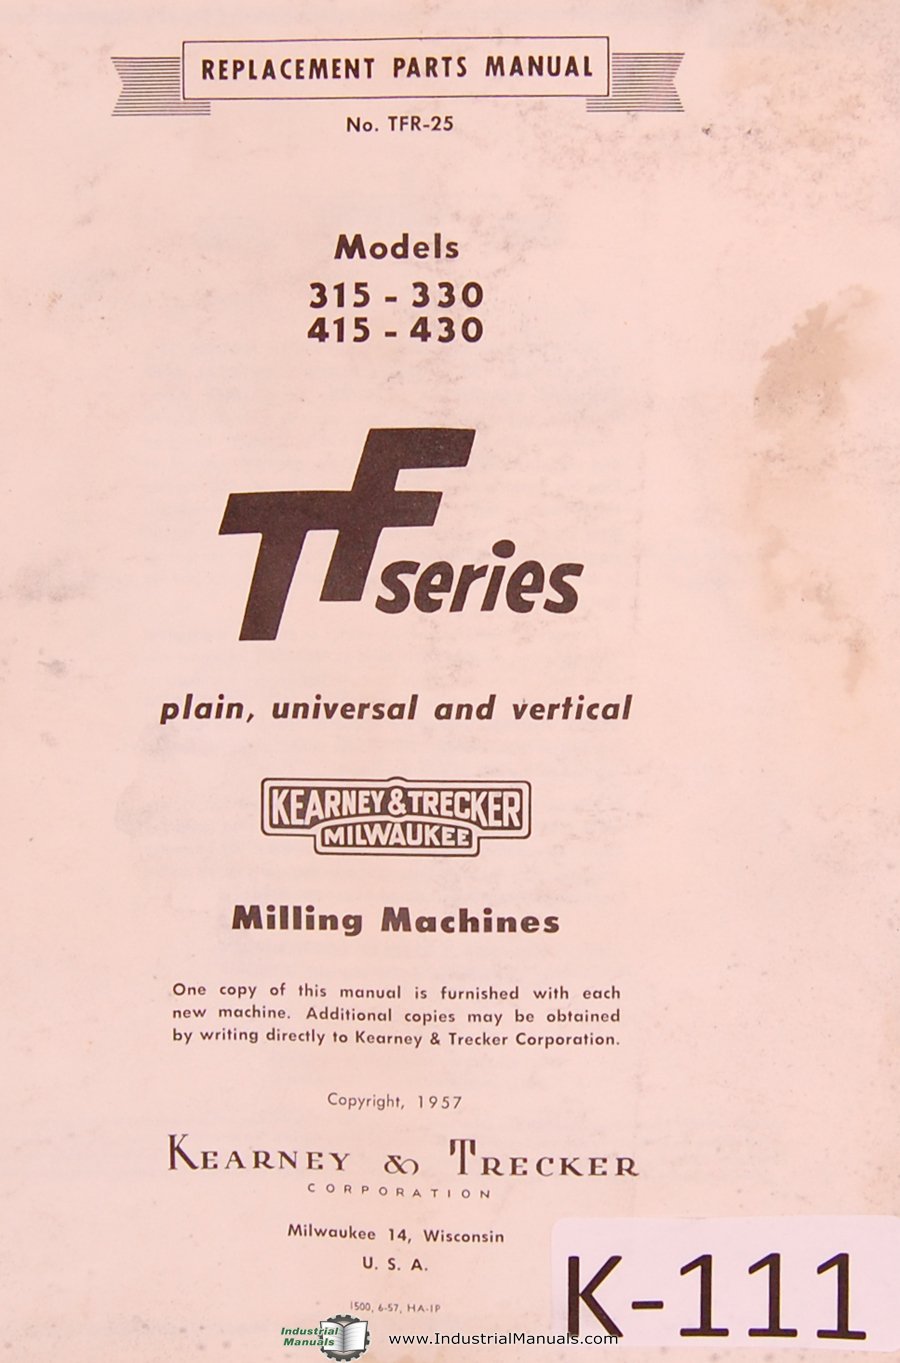 REPLACEMENT PARTS MANUAL
No. TFR-25
Models
315 - 330
415 - 430
TF series
plain, universal and vertical
KEARNEY & TRECKER
MILWAUKEE
Milling Machines
One copy of this manual is furnished with each
new machine. Additional copies may be obtained
by writing directly to Kearney & Trecker Corporation.
Copyright, 1957
KEARNEY & TRECKER
CORPORATION
Milwaukee 14, Wisconsin
U. S. A.
1500, 6-57, HA-IP
Industrial
Manuals
www.IndustrialManuals.com
K-111